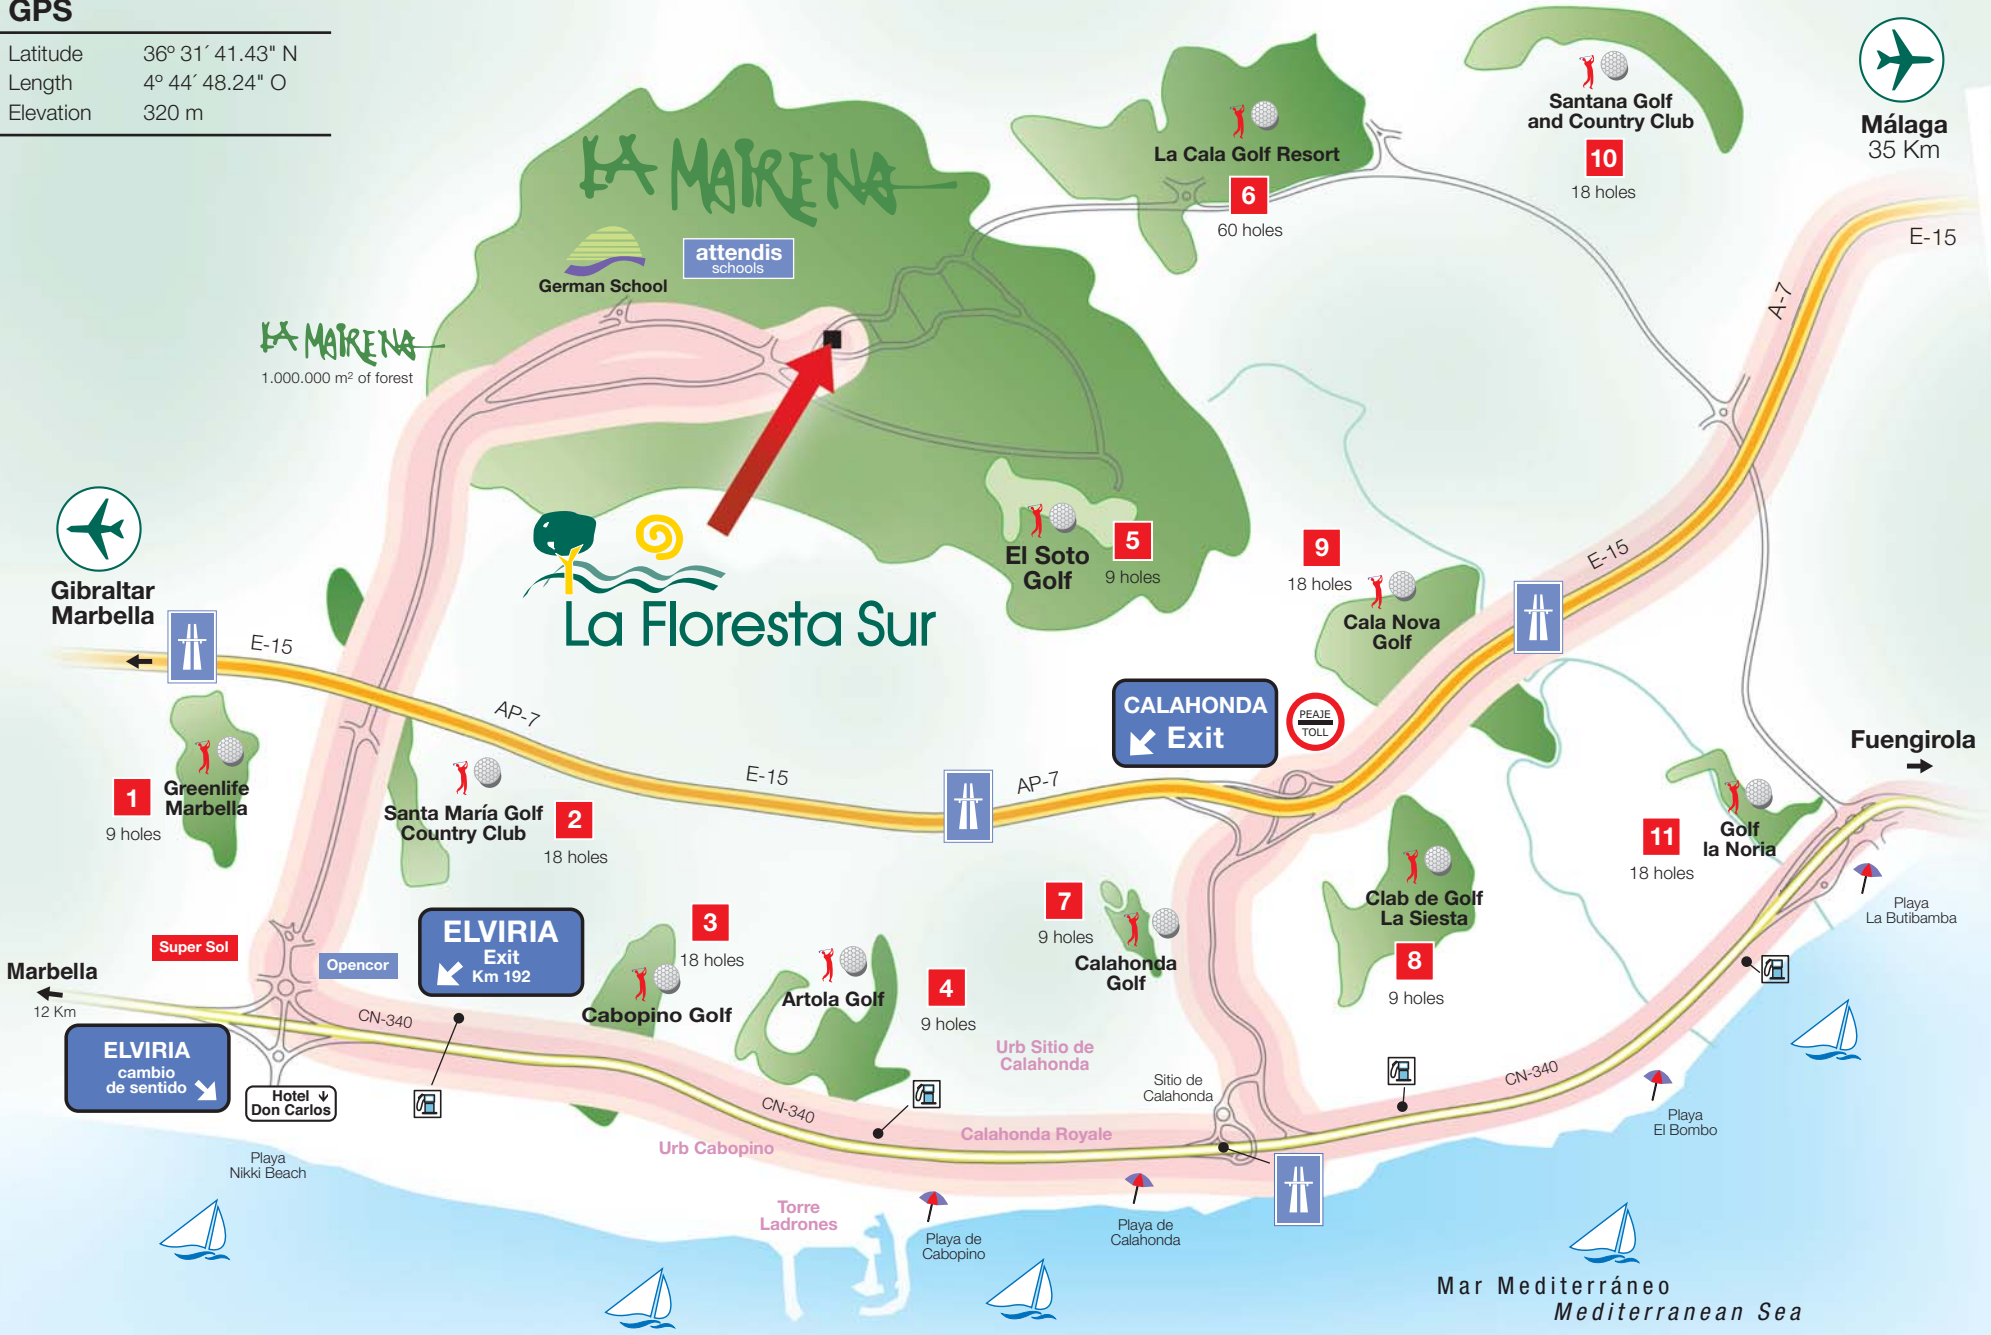 GPS
Latitude 36º 31´ 41.43" N
Length 4º 44´ 48.24" O
Elevation 320 m
LA MAIRENA
German School
attendis
schools
LA MAIRENA
1.000.000 m² of forest
La Cala Golf Resort
6
60 holes
Santana Golf
and Country Club
10
18 holes
Málaga
35 Km
E-15
A-7
Gibraltar
Marbella
E-15
La Floresta Sur
El Soto
Golf
5
9 holes
9
18 holes
Cala Nova
Golf
E-15
1
9 holes
Greenlife
Marbella
AP-7
Santa María Golf
Country Club
2
18 holes
E-15
AP-7
CALAHONDA
Exit
PEAJE
TOLL
Fuengirola
11
18 holes
Golf
la Noria
Playa
La Butibamba
Super Sol
Opencor
ELVIRIA
Exit
Km 192
3
18 holes
Cabopino Golf
Artola Golf
4
9 holes
7
9 holes
Calahonda
Golf
Clab de Golf
La Siesta
8
9 holes
Marbella
12 Km
CN-340
ELVIRIA
cambio
de sentido
Hotel
Don Carlos
Playa
Nikki Beach
Urb Sitio de
Calahonda
Sitio de
Calahonda
CN-340
CN-340
Urb Cabopino
Calahonda Royale
Playa
El Bombo
Torre
Ladrones
Playa de
Cabopino
Playa de
Calahonda
Mar Mediterráneo
Mediterranean Sea